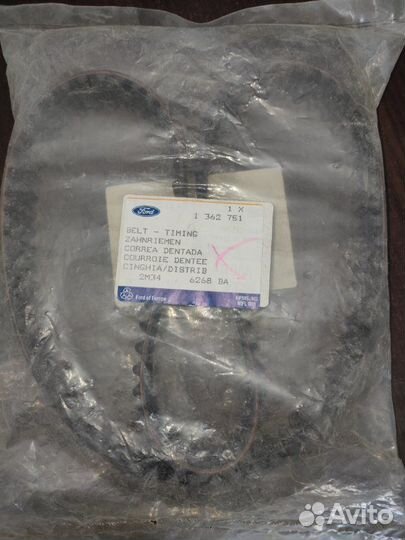 Ford
1 X
1 362 751
BELT - TIMING
ZAHNRIEMEN
CORREA DENTADA
COURROIE DENTEE
CINGHIA/DISTRIB
2M34 6268 BA
Ford of Europe
Avito